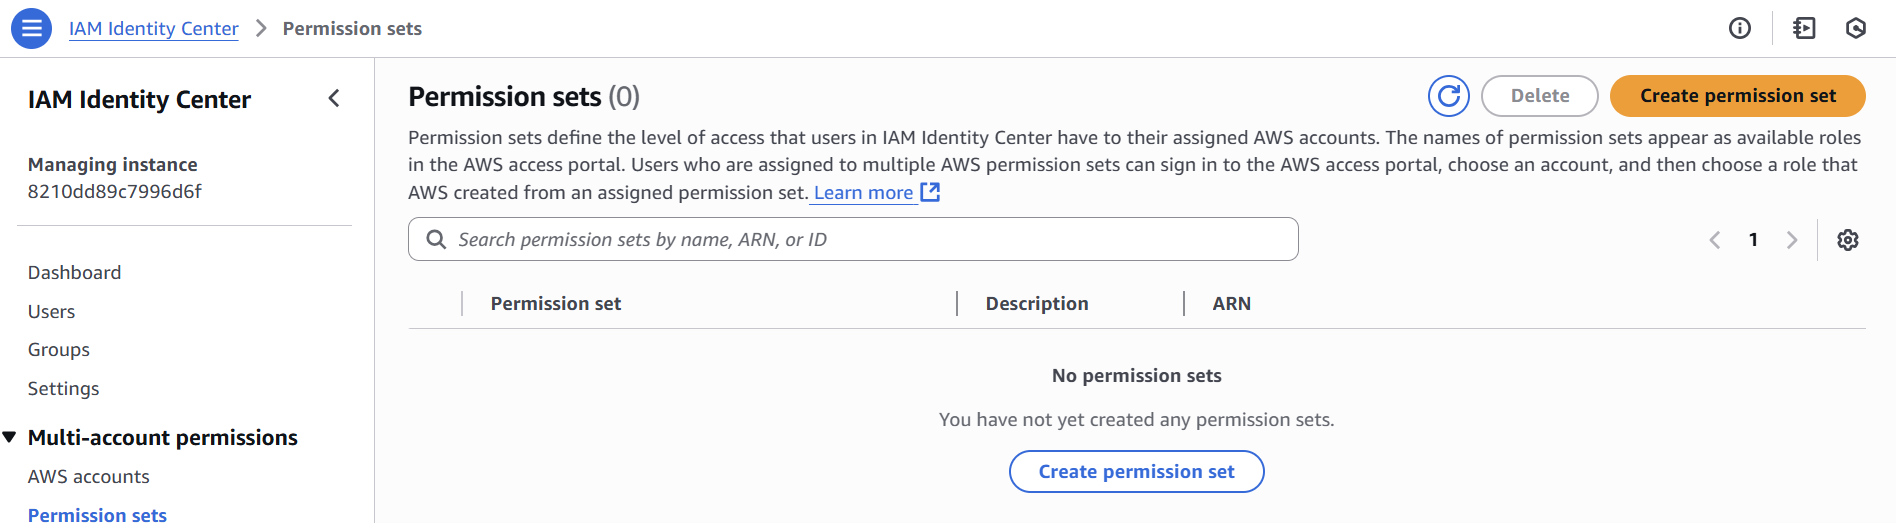 IAM Identity Center > Permission sets
IAM Identity Center
Managing instance
8210dd89c7996d6f
Dashboard
Users
Groups
Settings
Multi-account permissions
AWS accounts
Permission sets
Permission sets (0)
Delete
Create permission set
Permission sets define the level of access that users in IAM Identity Center have to their assigned AWS accounts. The names of permission sets appear as available roles
in the AWS access portal. Users who are assigned to multiple AWS permission sets can sign in to the AWS access portal, choose an account, and then choose a role that
AWS created from an assigned permission set. Learn more
Search permission sets by name, ARN, or ID
1
Permission set
Description
ARN
No permission sets
You have not yet created any permission sets.
Create permission set